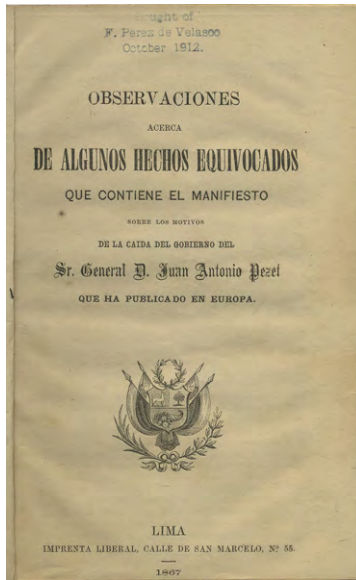 Bought of
F. Perez de Velasco
October 1912.
OBSERVACIONES
ACERCA
DE ALGUNOS HECHOS EQUIVOCADOS
QUE CONTIENE EL MANIFIESTO
SOBRE LOS MOTIVOS
DE LA CAIDA DEL GOBIERNO DEL
Sr. General D. Juan Antonio Pezet
QUE HA PUBLICADO EN EUROPA.
LIMA
IMPRENTA LIBERAL, CALLE DE SAN MARCELO, Nº 55.
1867